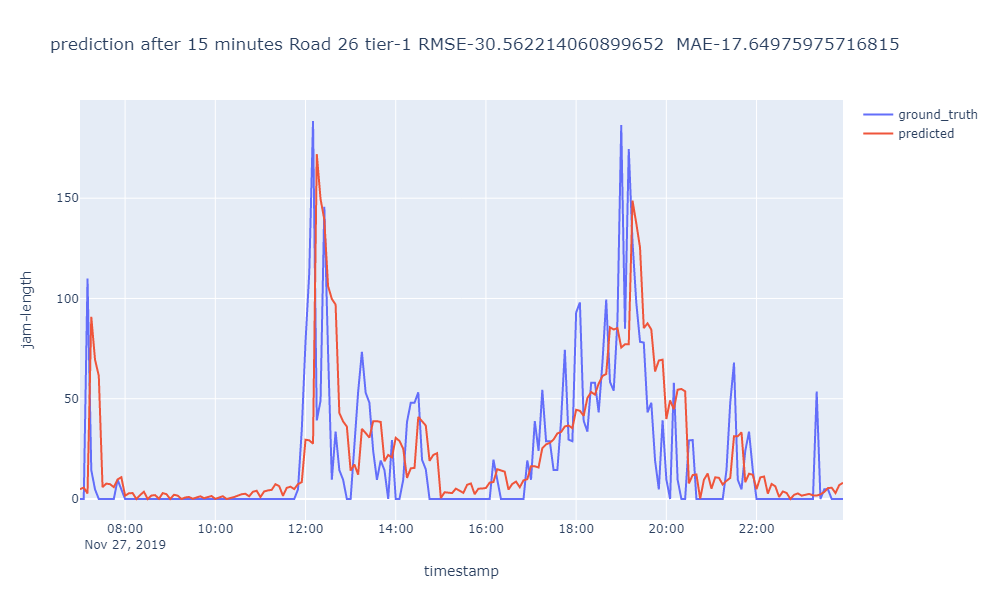 prediction after 15 minutes Road 26 tier-1 RMSE-30.562214060899652  MAE-17.64975975716815
ground_truth
predicted
150
100
50
0
jam-length
08:00 10:00 12:00 14:00 16:00 18:00 20:00 22:00
Nov 27, 2019
timestamp